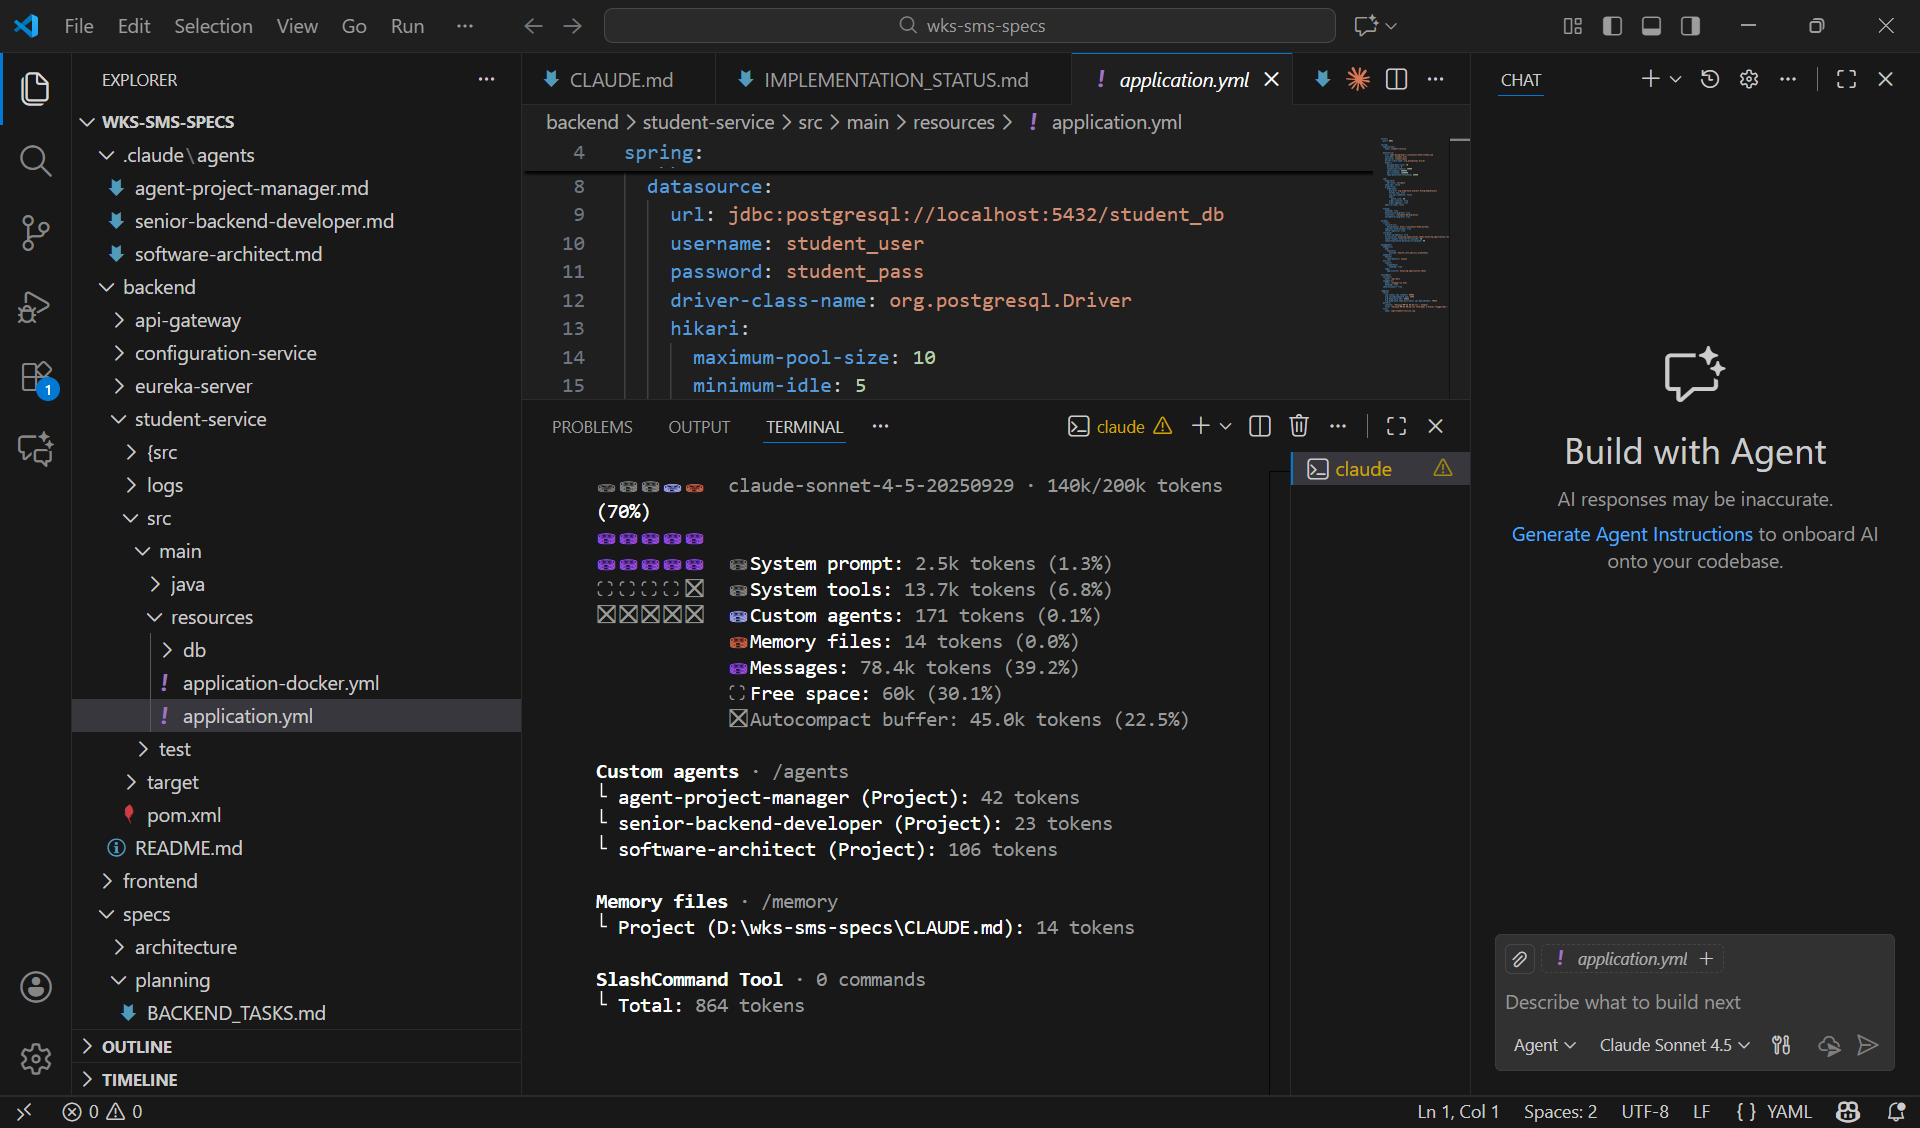 File Edit Selection View Go Run ···
wks-sms-specs
EXPLORER
WKS-SMS-SPECS
.claude\agents
agent-project-manager.md
senior-backend-developer.md
software-architect.md
backend
api-gateway
configuration-service
eureka-server
student-service
{src
logs
src
main
java
resources
db
application-docker.yml
application.yml
test
target
pom.xml
README.md
frontend
specs
architecture
planning
BACKEND_TASKS.md
OUTLINE
TIMELINE
1
CLAUDE.md
IMPLEMENTATION_STATUS.md
! application.yml
backend > student-service > src > main > resources > ! application.yml
4 spring:
8 datasource:
9 url: jdbc:postgresql://localhost:5432/student_db
10 username: student_user
11 password: student_pass
12 driver-class-name: org.postgresql.Driver
13 hikari:
14 maximum-pool-size: 10
15 minimum-idle: 5
PROBLEMS OUTPUT TERMINAL ···
claude
claude
claude-sonnet-4-5-20250929 · 140k/200k tokens
(70%)
System prompt: 2.5k tokens (1.3%)
System tools: 13.7k tokens (6.8%)
Custom agents: 171 tokens (0.1%)
Memory files: 14 tokens (0.0%)
Messages: 78.4k tokens (39.2%)
Free space: 60k (30.1%)
Autocompact buffer: 45.0k tokens (22.5%)
Custom agents · /agents
└ agent-project-manager (Project): 42 tokens
└ senior-backend-developer (Project): 23 tokens
└ software-architect (Project): 106 tokens
Memory files · /memory
└ Project (D:\wks-sms-specs\CLAUDE.md): 14 tokens
SlashCommand Tool · 0 commands
└ Total: 864 tokens
CHAT
Build with Agent
AI responses may be inaccurate.
Generate Agent Instructions to onboard AI
onto your codebase.
! application.yml +
Describe what to build next
Agent Claude Sonnet 4.5
0 0
Ln 1, Col 1 Spaces: 2 UTF-8 LF { } YAML